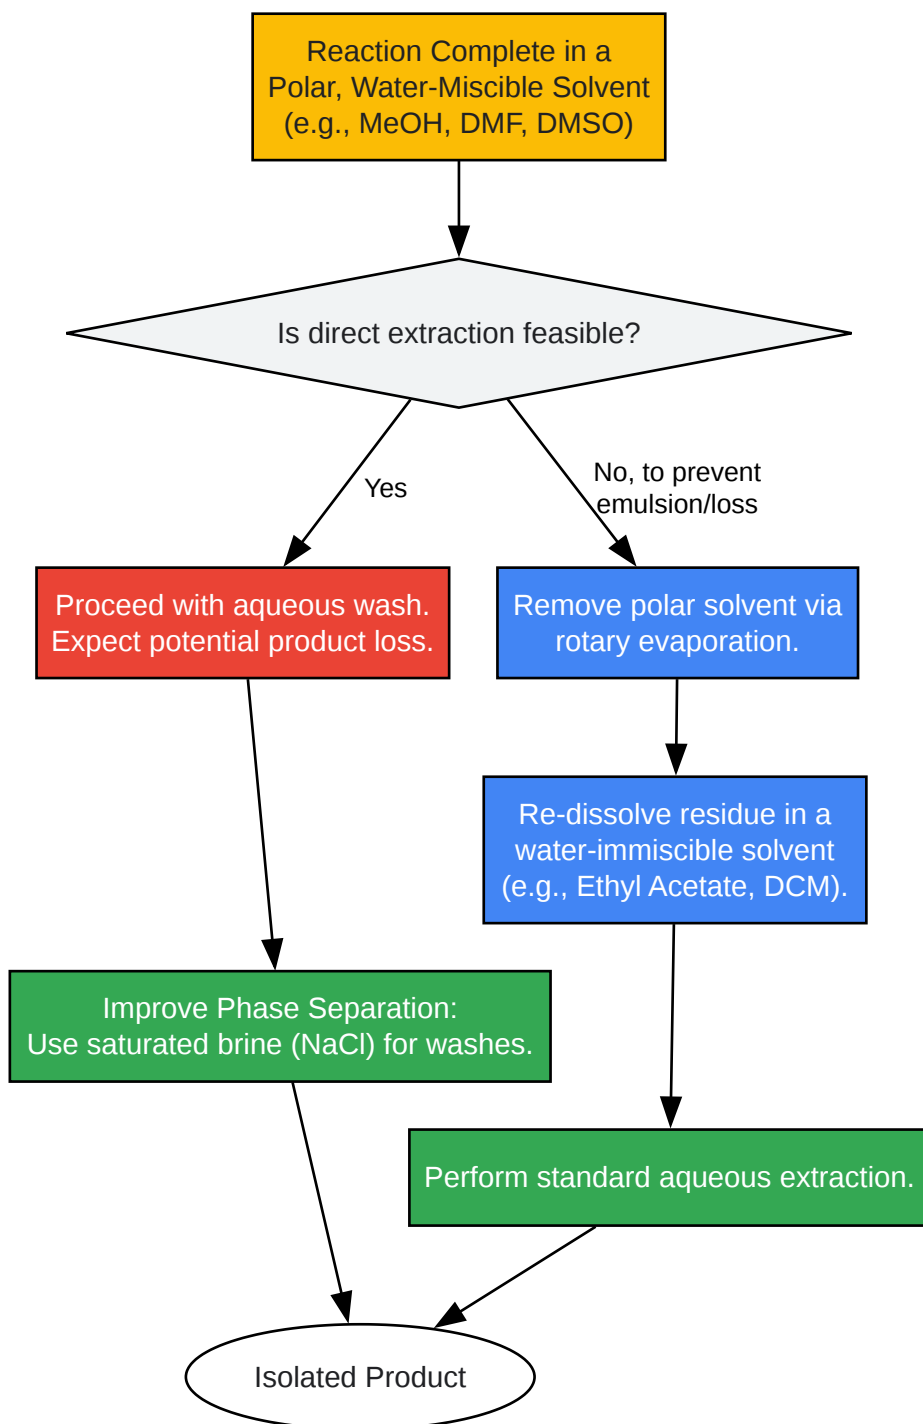 Reaction Complete in a
Polar, Water-Miscible Solvent
(e.g., MeOH, DMF, DMSO)
Is direct extraction feasible?
Yes
No, to prevent
emulsion/loss
Proceed with aqueous wash.
Expect potential product loss.
Remove polar solvent via
rotary evaporation.
Re-dissolve residue in a
water-immiscible solvent
(e.g., Ethyl Acetate, DCM).
Improve Phase Separation:
Use saturated brine (NaCl) for washes.
Perform standard aqueous extraction.
Isolated Product